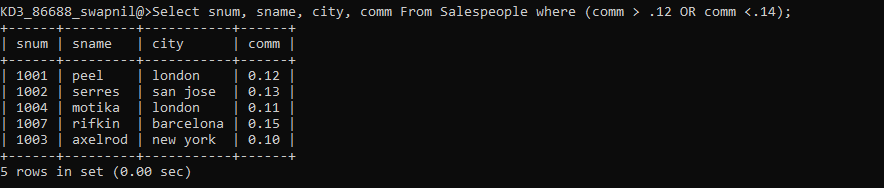 KD3_86688_swapnil@>Select snum, sname, city, comm From Salespeople where (comm > .12 OR comm <.14);
+------+---------+-----------+------+
| snum | sname   | city      | comm |
+------+---------+-----------+------+
| 1001 | peel    | london    | 0.12 |
| 1002 | serres  | san jose  | 0.13 |
| 1004 | motika  | london    | 0.11 |
| 1007 | rifkin  | barcelona | 0.15 |
| 1003 | axelrod | new york  | 0.10 |
+------+---------+-----------+------+
5 rows in set (0.00 sec)